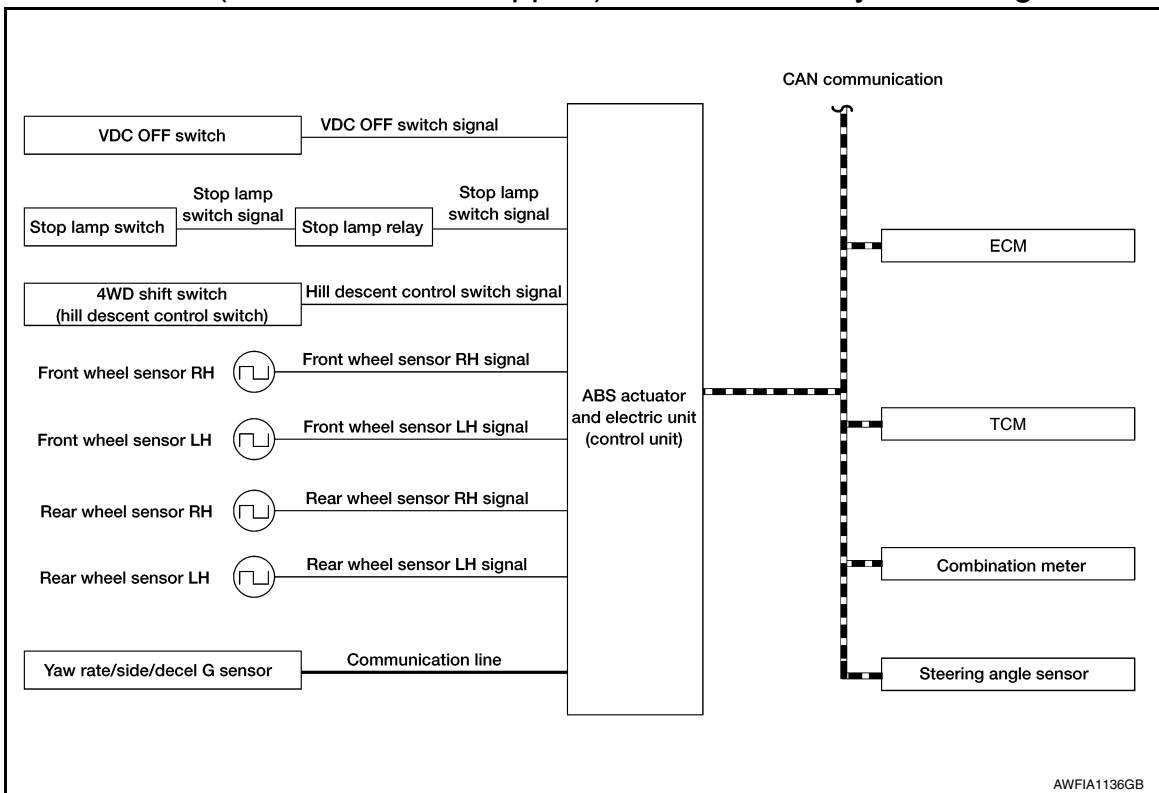 CAN communication
VDC OFF switch
VDC OFF switch signal
Stop lamp switch
Stop lamp
switch signal
Stop lamp relay
Stop lamp
switch signal
4WD shift switch
(hill descent control switch)
Hill descent control switch signal
Front wheel sensor RH
Front wheel sensor RH signal
Front wheel sensor LH
Front wheel sensor LH signal
Rear wheel sensor RH
Rear wheel sensor RH signal
Rear wheel sensor LH
Rear wheel sensor LH signal
Yaw rate/side/decel G sensor
Communication line
ABS actuator
and electric unit
(control unit)
ECM
TCM
Combination meter
Steering angle sensor
AWFIA1136GB